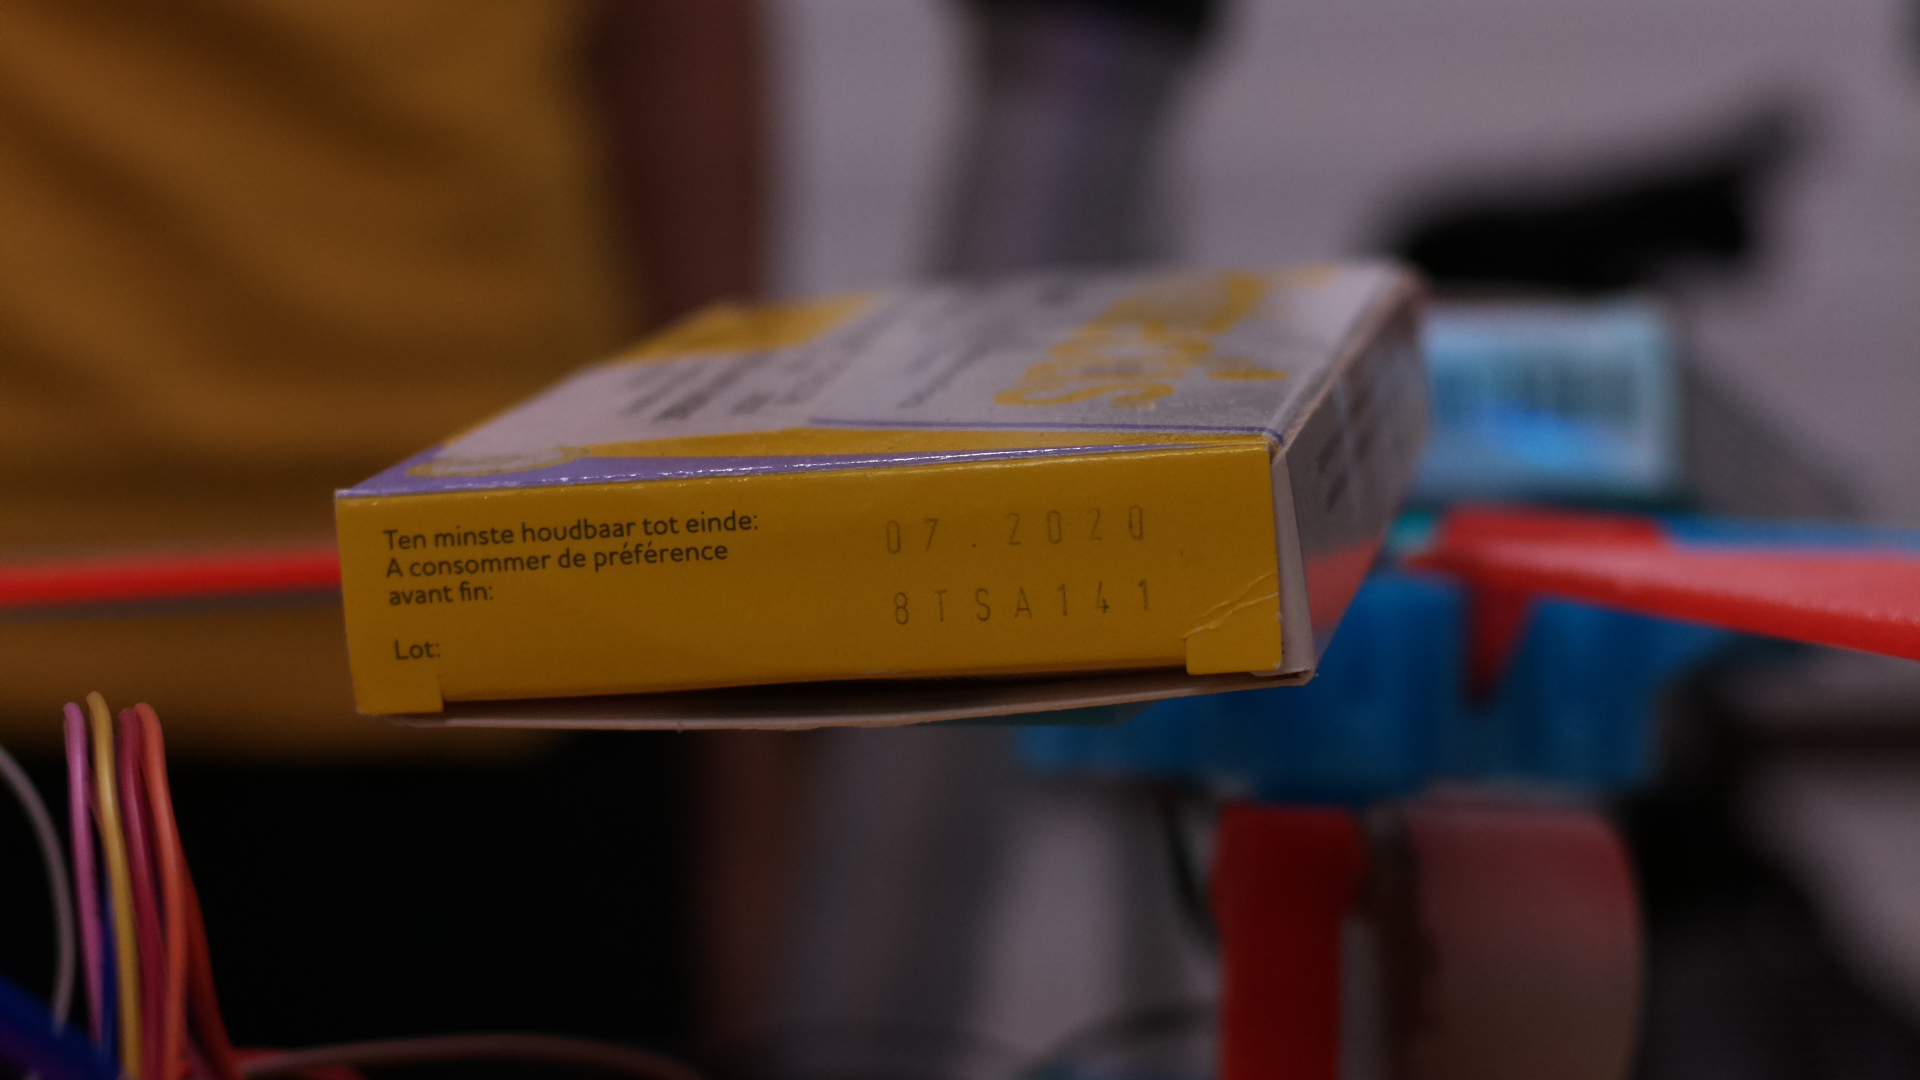 Ten minste houdbaar tot einde:
A consommer de préférence
avant fin:
Lot:
07.2020
8TSA141